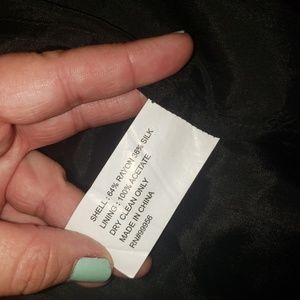 SHELL : 64% RAYON 36% SILK
LINING : 100% ACETATE
DRY CLEAN ONLY
MADE IN CHINA
RN#99956